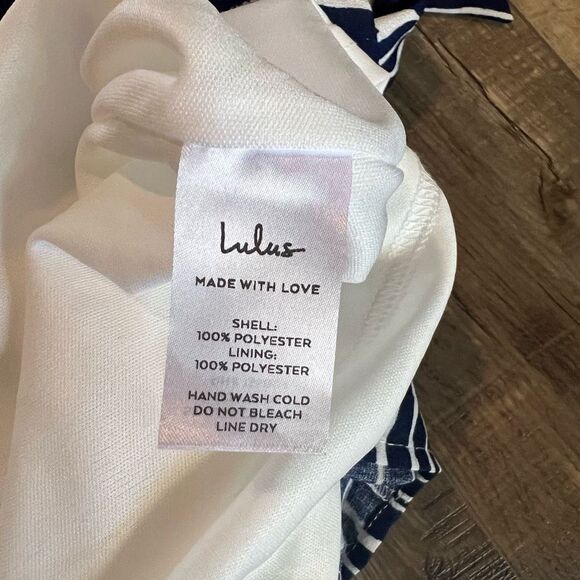 Lulus
MADE WITH LOVE
SHELL:
100% POLYESTER
LINING:
100% POLYESTER
HAND WASH COLD
DO NOT BLEACH
LINE DRY